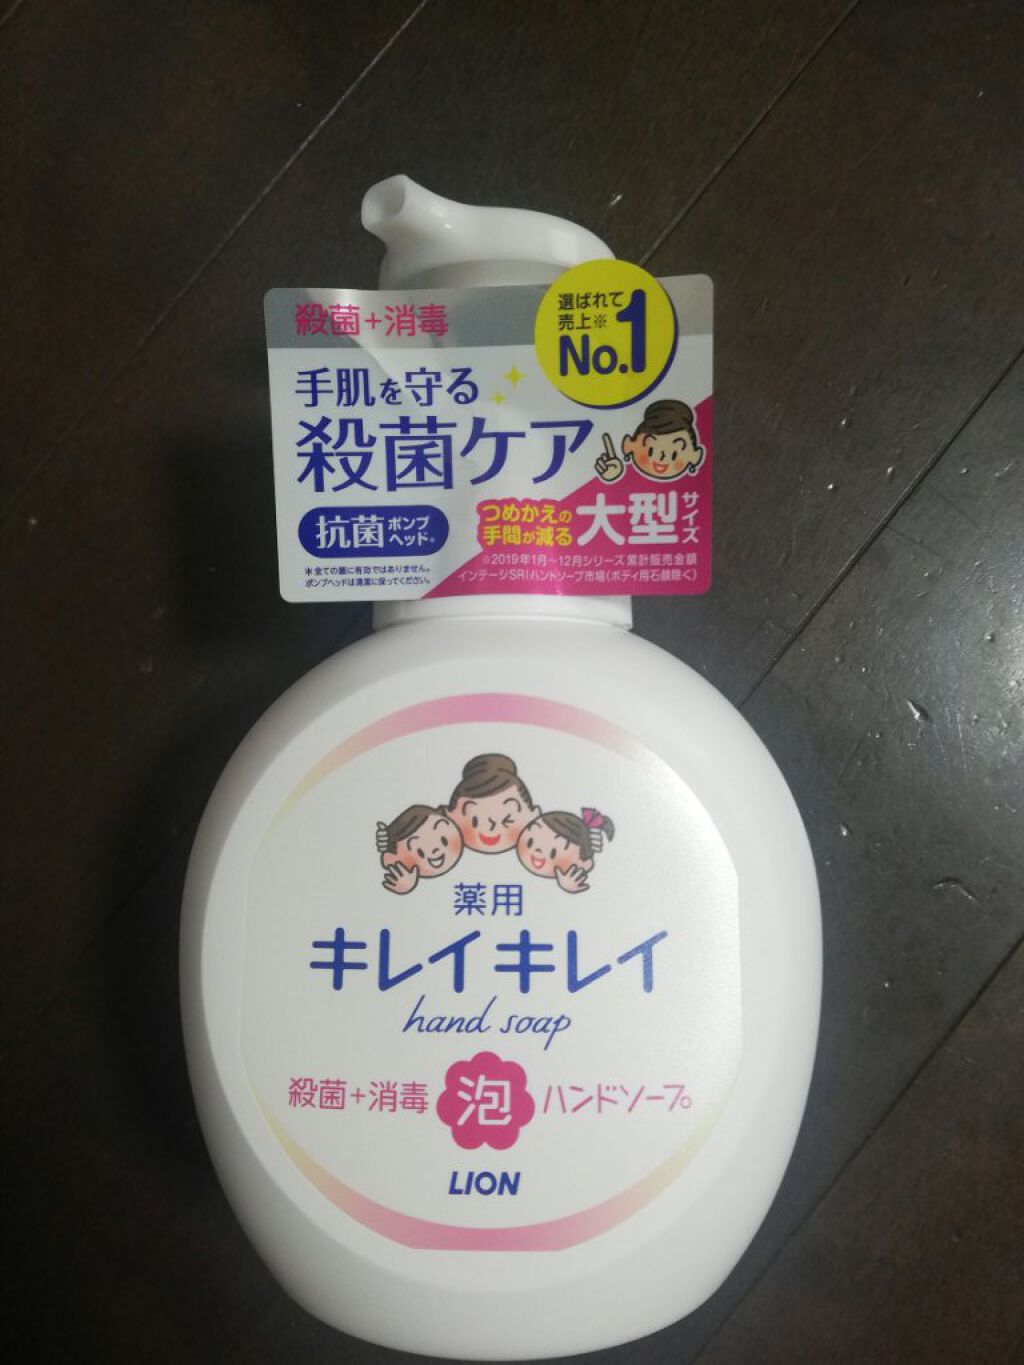 殺菌+消毒
選ばれて
売上※
No.1
手肌を守る
殺菌ケア
抗菌ポンプヘッド*
つめかえの
手間が減る
大型サイズ
*全ての菌に有効ではありません。
ポンプヘッドは清潔に保ってください。
※2019年1月~12月シリーズ累計販売金額
インテージSRIハンドソープ市場(ボディ用石鹸除く)
薬用
キレイキレイ
hand soap
殺菌+消毒 泡 ハンドソープ。
LION